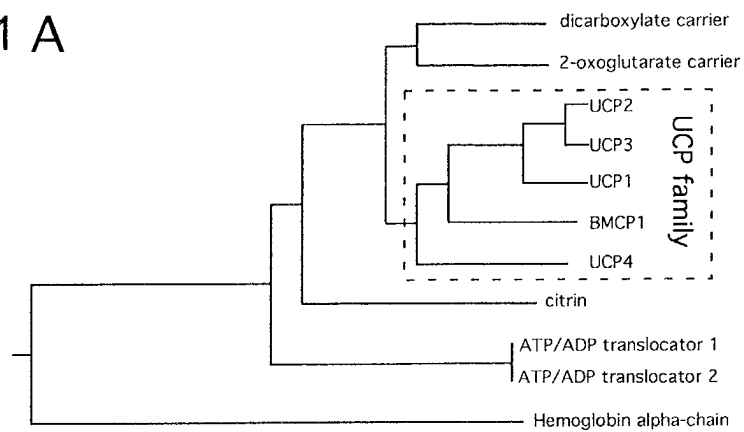 1 A
dicarboxylate carrier
2-oxoglutarate carrier
UCP2
UCP3
UCP1
BMCP1
UCP4
UCP family
citrin
ATP/ADP translocator 1
ATP/ADP translocator 2
Hemoglobin alpha-chain